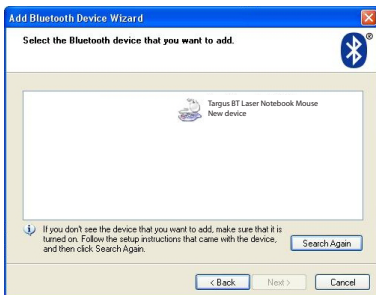 Add Bluetooth Device Wizard
Select the Bluetooth device that you want to add.
®
Targus BT Laser Notebook Mouse
New device
If you don't see the device that you want to add, make sure that it is
turned on. Follow the setup instructions that came with the device,
and then click Search Again.
Search Again
< Back
Next >
Cancel